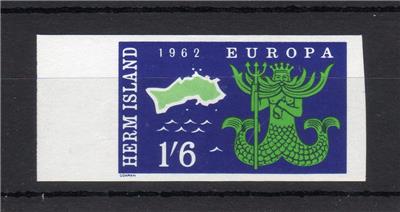 HERM ISLAND
1962
EUROPA
1'6